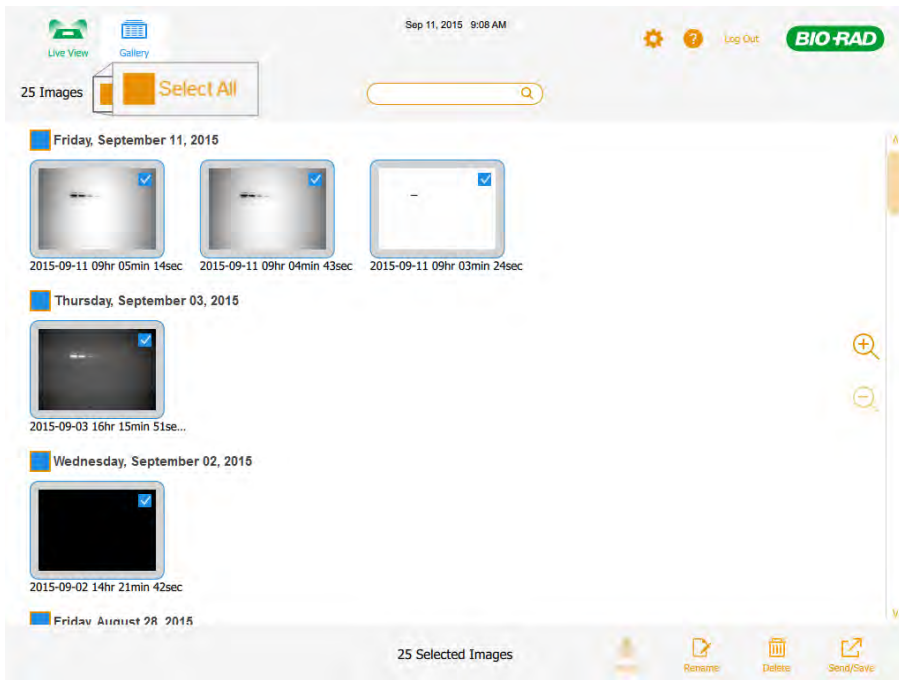 Sep 11, 2015 9:08 AM
Live View
Gallery
Log Out
BIO-RAD
25 Images
Select All
Friday, September 11, 2015
2015-09-11 09hr 05min 14sec
2015-09-11 09hr 04min 43sec
2015-09-11 09hr 03min 24sec
Thursday, September 03, 2015
2015-09-03 16hr 15min 51se...
Wednesday, September 02, 2015
2015-09-02 14hr 21min 42sec
Friday, August 28, 2015
25 Selected Images
Rename
Delete
Send/Save